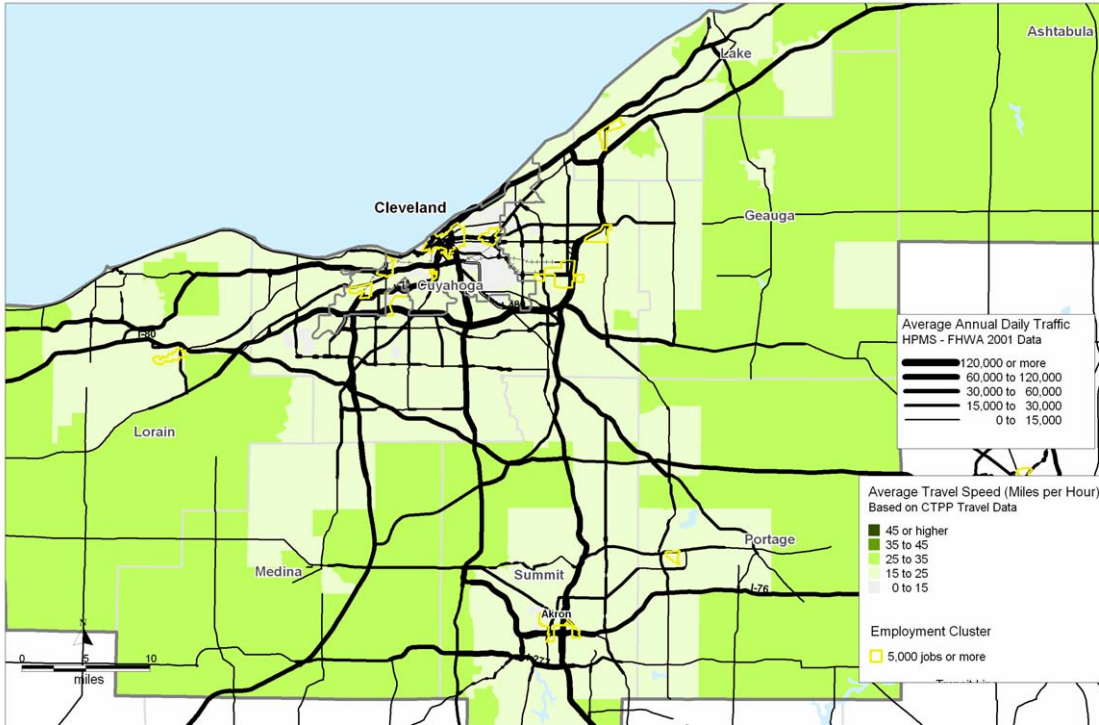 Ashtabula
Lake
Cleveland
Geauga
Cuyahoga
I-480
I-80
Average Annual Daily Traffic
HPMS - FHWA 2001 Data
120,000 or more
60,000 to 120,000
30,000 to 60,000
15,000 to 30,000
0 to 15,000
Lorain
Average Travel Speed (Miles per Hour)
Based on CTPP Travel Data
45 or higher
35 to 45
25 to 35
15 to 25
0 to 15
Portage
Medina
Summit
I-76
Akron
Employment Cluster
5,000 jobs or more
N
0 5 10
miles
I-277